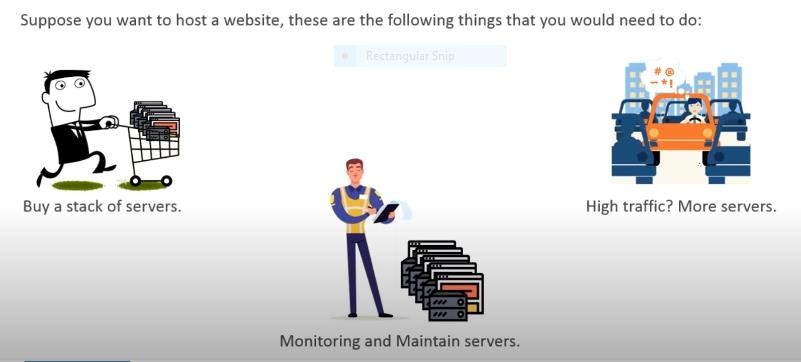 Suppose you want to host a website, these are the following things that you would need to do:
Rectangular Snip
# @
~ * !
Buy a stack of servers.
High traffic? More servers.
Monitoring and Maintain servers.